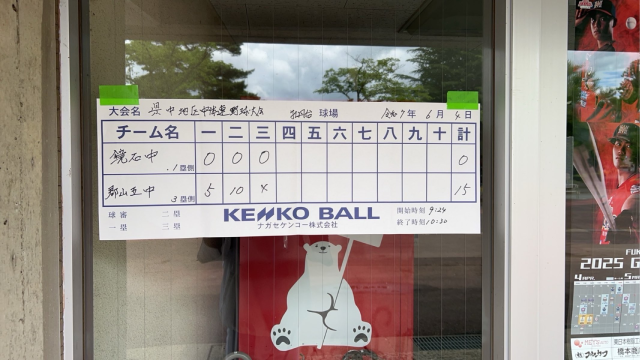 大会名 県中地区中体連野球大会 球場 令和7年6月4日
チーム名 一 二 三 四 五 六 七 八 九 十 計
鏡石中 1塁側 0 0 0 0
郡山五中 3塁側 5 10 x 15
球審 二塁 KENKO BALL 開始時刻 9:24
一塁 三塁 ナガセケンコー株式会社 終了時刻 10:30
2025 G